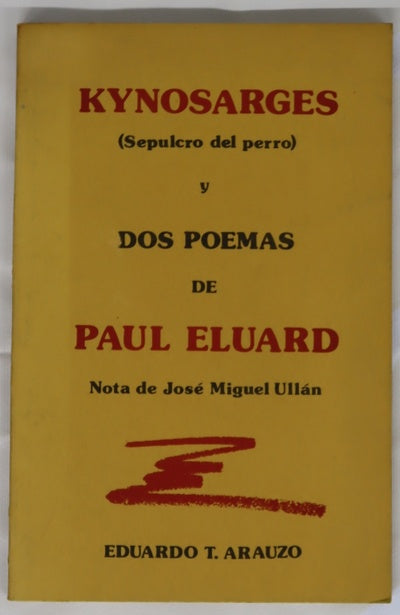 KYNOSARGES
(Sepulcro del perro)
y
DOS POEMAS
DE
PAUL ELUARD
Nota de José Miguel Ullán
EDUARDO T. ARAUZO